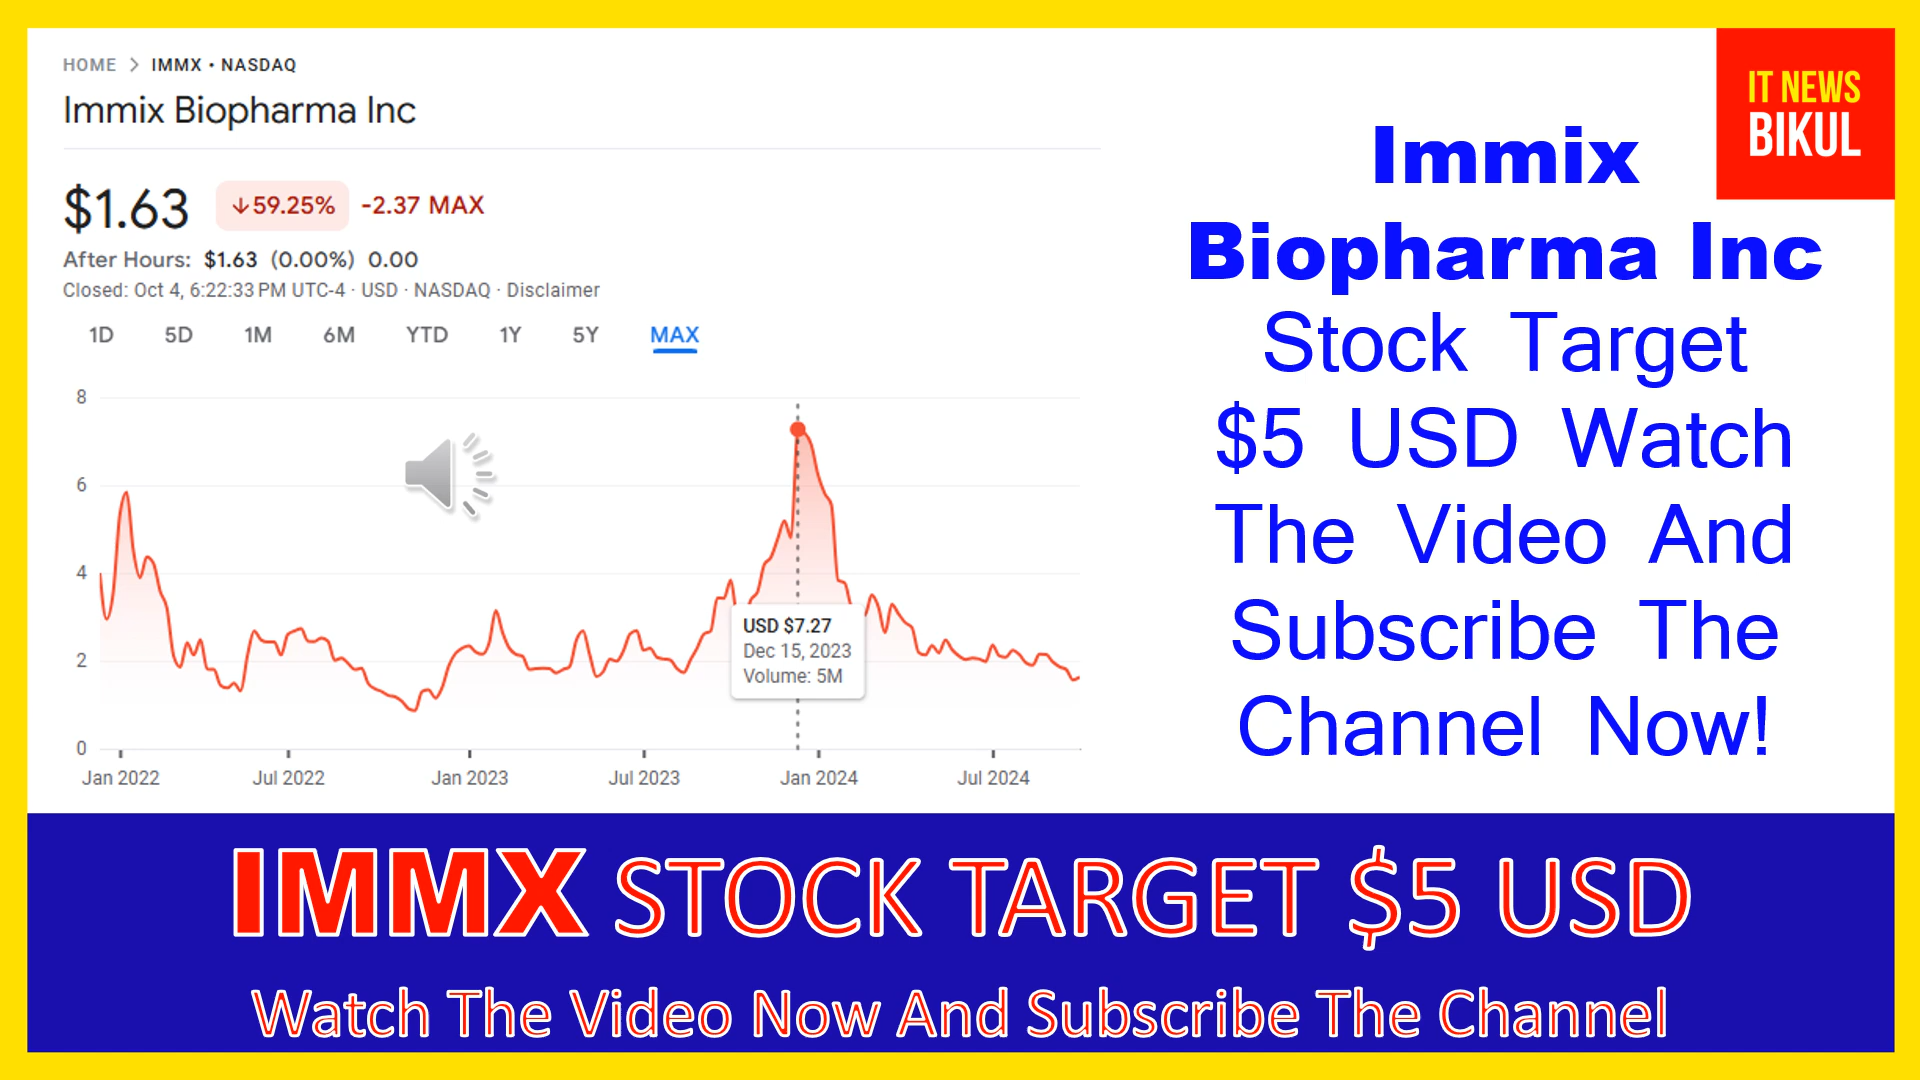 HOME > IMMX • NASDAQ
Immix Biopharma Inc
$1.63 ↓59.25% -2.37 MAX
After Hours: $1.63 (0.00%) 0.00
Closed: Oct 4, 6:22:33 PM UTC-4 · USD · NASDAQ · Disclaimer
1D 5D 1M 6M YTD 1Y 5Y MAX
8
6
4
2
0
USD $7.27
Dec 15, 2023
Volume: 5M
Jan 2022 Jul 2022 Jan 2023 Jul 2023 Jan 2024 Jul 2024
IT NEWS
BIKUL
Immix
Biopharma Inc
Stock Target
$5 USD Watch
The Video And
Subscribe The
Channel Now!
IMMX STOCK TARGET $5 USD
Watch The Video Now And Subscribe The Channel